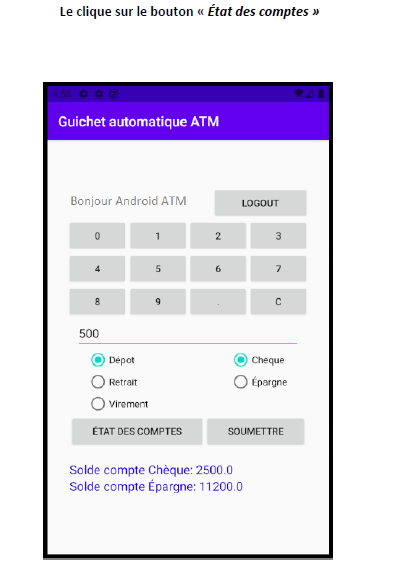 Le clique sur le bouton « État des comptes »
Guichet automatique ATM
Bonjour Android ATM
LOGOUT
0 1 2 3
4 5 6 7
8 9 . C
500
Dépot Cheque
Retrait Épargne
Virement
ÉTAT DES COMPTES SOUMETTRE
Solde compte Chèque: 2500.0
Solde compte Épargne: 11200.0